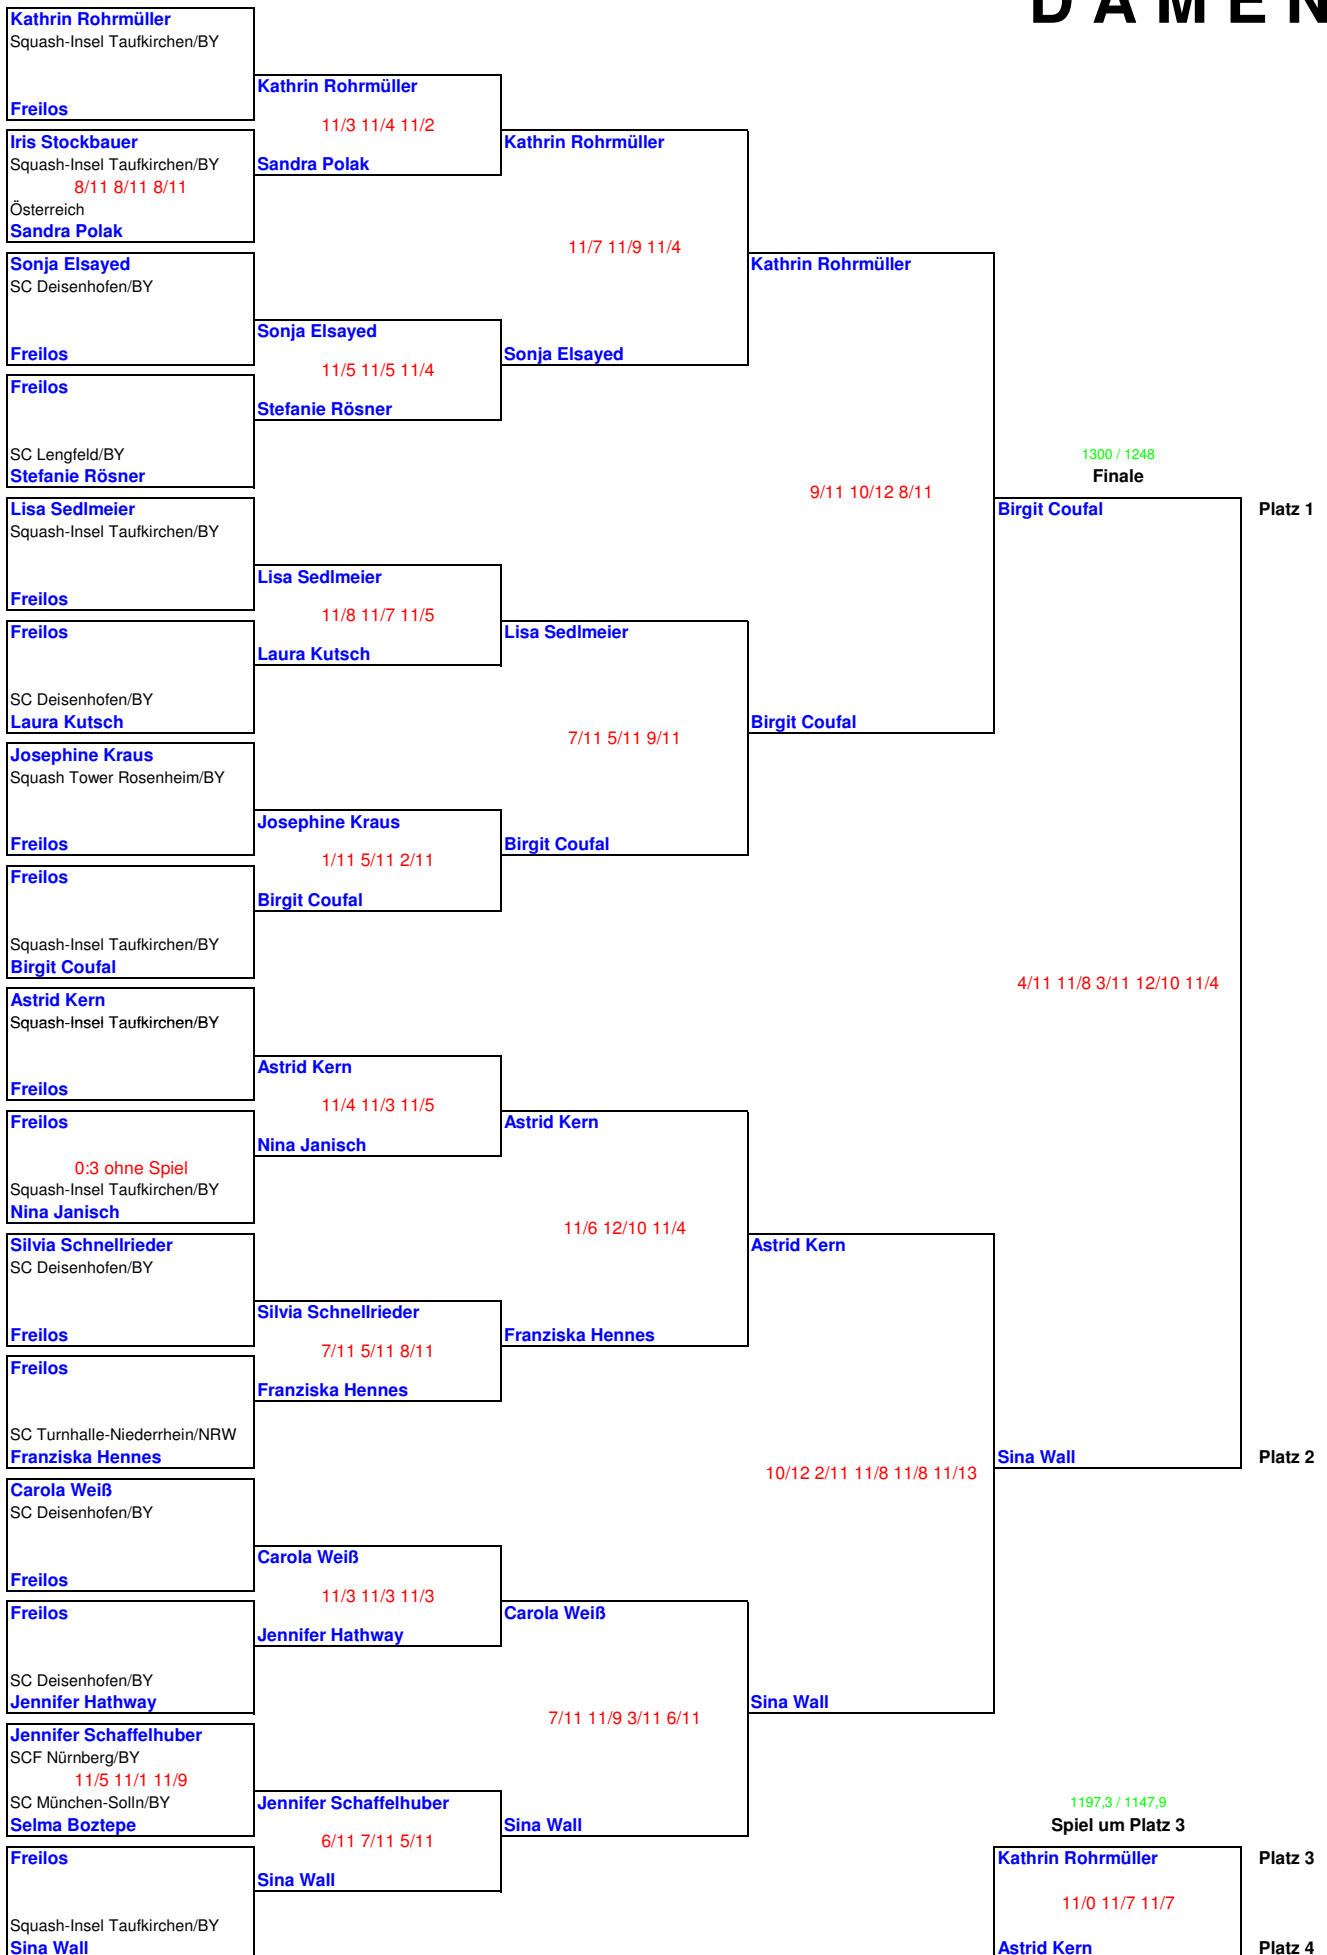 DAMEN
Kathrin Rohrmüller
Squash-Insel Taufkirchen/BY
Freilos
Iris Stockbauer
Squash-Insel Taufkirchen/BY
8/11 8/11 8/11
Österreich
Sandra Polak
Sonja Elsayed
SC Deisenhofen/BY
Freilos
Freilos
SC Lengfeld/BY
Stefanie Rösner
Lisa Sedlmeier
Squash-Insel Taufkirchen/BY
Freilos
Freilos
SC Deisenhofen/BY
Laura Kutsch
Josephine Kraus
Squash Tower Rosenheim/BY
Freilos
Freilos
Squash-Insel Taufkirchen/BY
Birgit Coufal
Astrid Kern
Squash-Insel Taufkirchen/BY
Freilos
Freilos
0:3 ohne Spiel
Squash-Insel Taufkirchen/BY
Nina Janisch
Silvia Schnellrieder
SC Deisenhofen/BY
Freilos
Freilos
SC Turnhalle-Niederrhein/NRW
Franziska Hennes
Carola Weiß
SC Deisenhofen/BY
Freilos
Freilos
SC Deisenhofen/BY
Jennifer Hathway
Jennifer Schaffelhuber
SCF Nürnberg/BY
11/5 11/1 11/9
SC München-Solln/BY
Selma Boztepe
Freilos
Squash-Insel Taufkirchen/BY
Sina Wall
Kathrin Rohrmüller
11/3 11/4 11/2
Sandra Polak
Sonja Elsayed
11/5 11/5 11/4
Stefanie Rösner
Lisa Sedlmeier
11/8 11/7 11/5
Laura Kutsch
Josephine Kraus
1/11 5/11 2/11
Birgit Coufal
Astrid Kern
11/4 11/3 11/5
Nina Janisch
Silvia Schnellrieder
7/11 5/11 8/11
Franziska Hennes
Carola Weiß
11/3 11/3 11/3
Jennifer Hathway
Jennifer Schaffelhuber
6/11 7/11 5/11
Sina Wall
Kathrin Rohrmüller
11/7 11/9 11/4
Sonja Elsayed
Lisa Sedlmeier
7/11 5/11 9/11
Birgit Coufal
Astrid Kern
11/6 12/10 11/4
Franziska Hennes
Carola Weiß
7/11 11/9 3/11 6/11
Sina Wall
Kathrin Rohrmüller
9/11 10/12 8/11
Birgit Coufal
Astrid Kern
10/12 2/11 11/8 11/8 11/13
Sina Wall
1300 / 1248
Finale
Birgit Coufal Platz 1
4/11 11/8 3/11 12/10 11/4
Sina Wall Platz 2
1197,3 / 1147,9
Spiel um Platz 3
Kathrin Rohrmüller Platz 3
11/0 11/7 11/7
Astrid Kern Platz 4